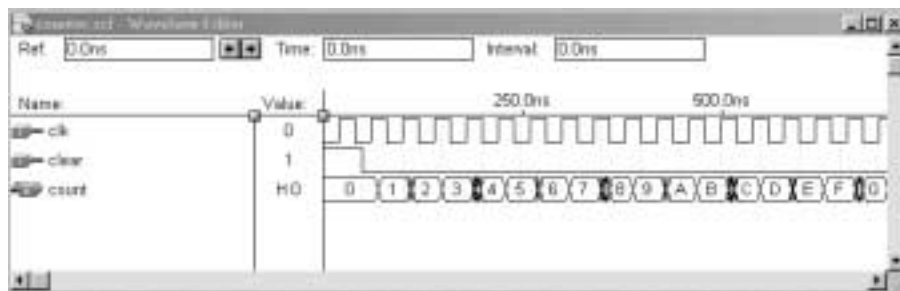 counter.scf - Waveform Editor
Ref: 0.0ns Time: 0.0ns Interval: 0.0ns
Name: Value: 250.0ns 500.0ns
clk 0
clear 1
count H0 0 1 2 3 4 5 6 7 8 9 A B C D E F 0